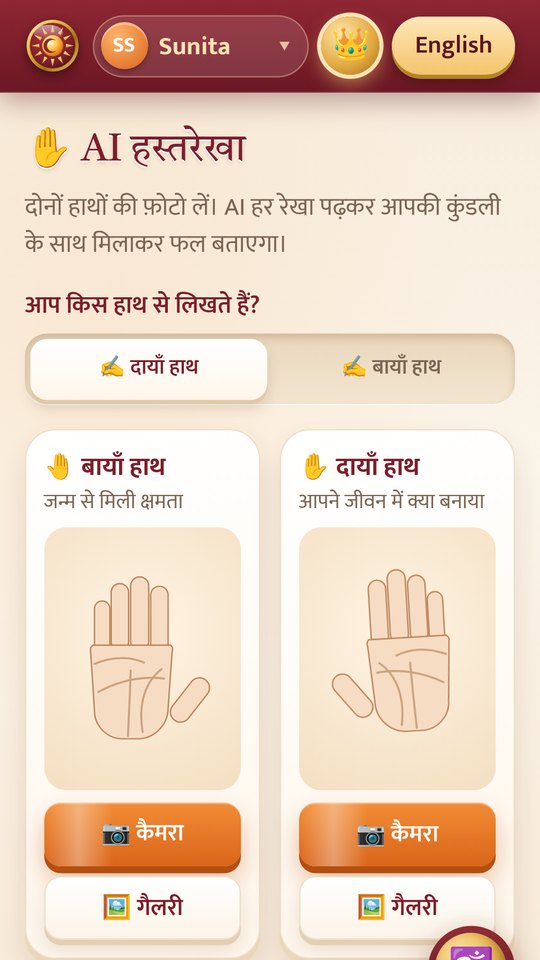 SS Sunita ▼ English
AI हस्तरेखा
दोनों हाथों की फ़ोटो लें। AI हर रेखा पढ़कर आपकी कुंडली
के साथ मिलाकर फल बताएगा।
आप किस हाथ से लिखते हैं?
दायाँ हाथ
बायाँ हाथ
बायाँ हाथ
जन्म से मिली क्षमता
कैमरा
गैलरी
दायाँ हाथ
आपने जीवन में क्या बनाया
कैमरा
गैलरी